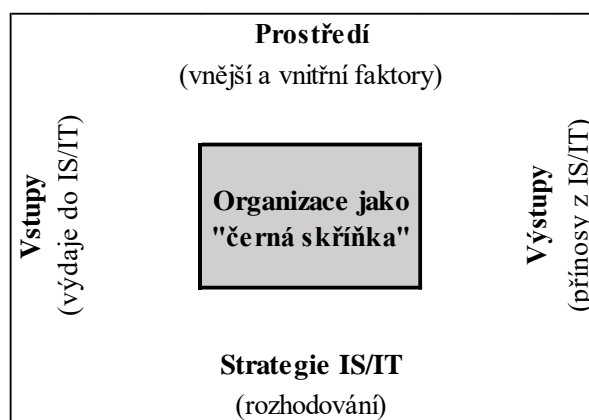 Prostředí
(vnější a vnitřní faktory)
Vstupy
(výdaje do IS/IT)
Organizace jako
"černá skříňka"
Výstupy
(přínosy z IS/IT)
Strategie IS/IT
(rozhodování)